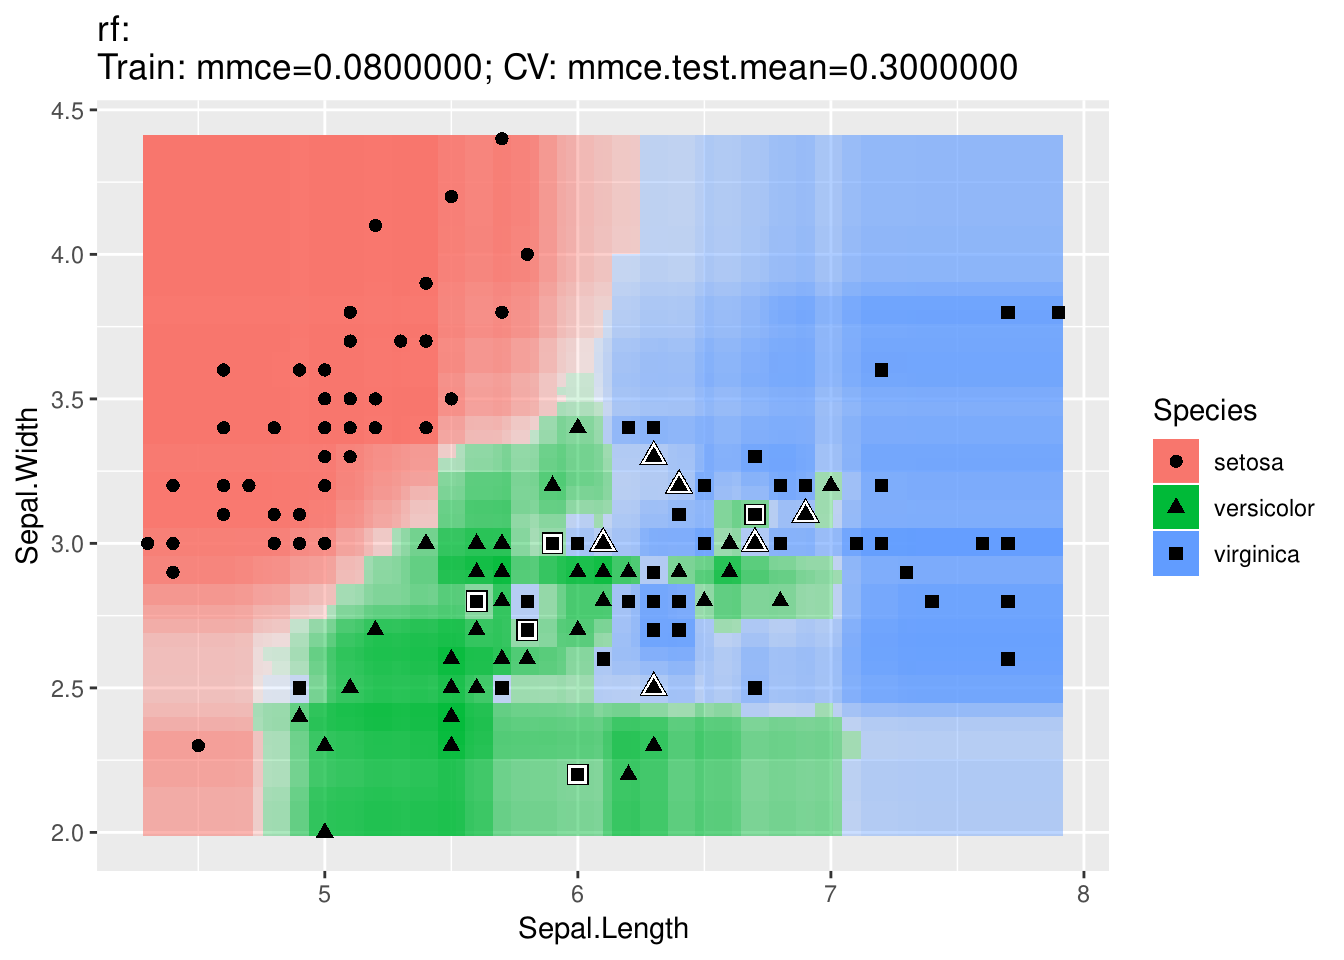 rf:
Train: mmce=0.0800000; CV: mmce.test.mean=0.3000000
4.5
4.0
3.5
3.0
2.5
2.0
Sepal.Width
5
6
7
8
Sepal.Length
Species
setosa
versicolor
virginica